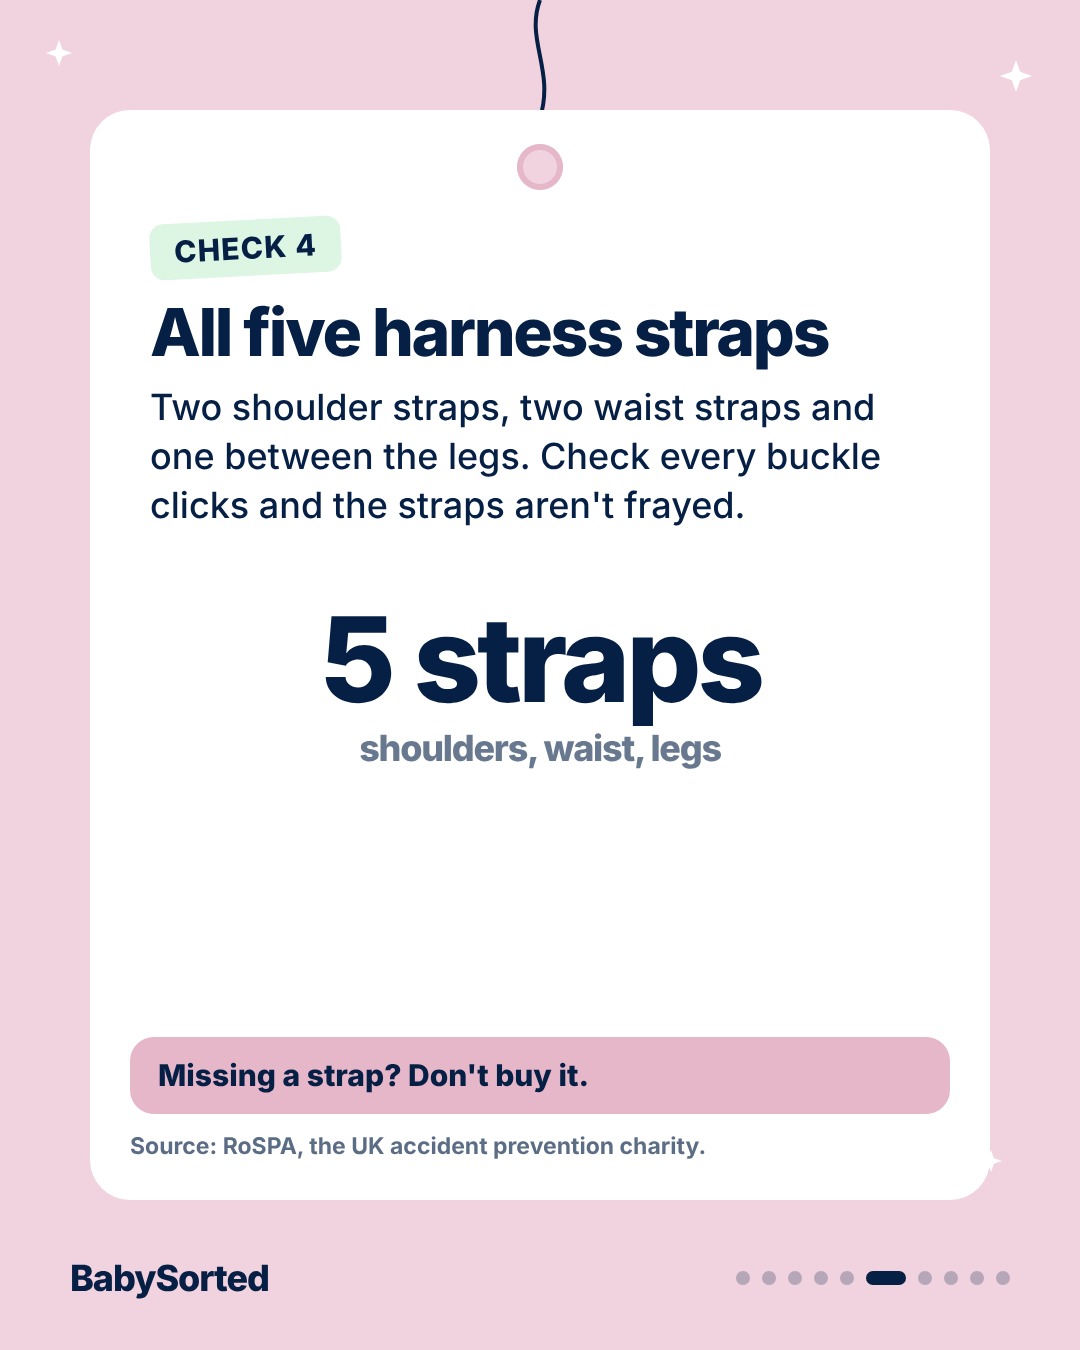 CHECK 4
All five harness straps
Two shoulder straps, two waist straps and
one between the legs. Check every buckle
clicks and the straps aren't frayed.
5 straps
shoulders, waist, legs
Missing a strap? Don't buy it.
Source: RoSPA, the UK accident prevention charity.
BabySorted